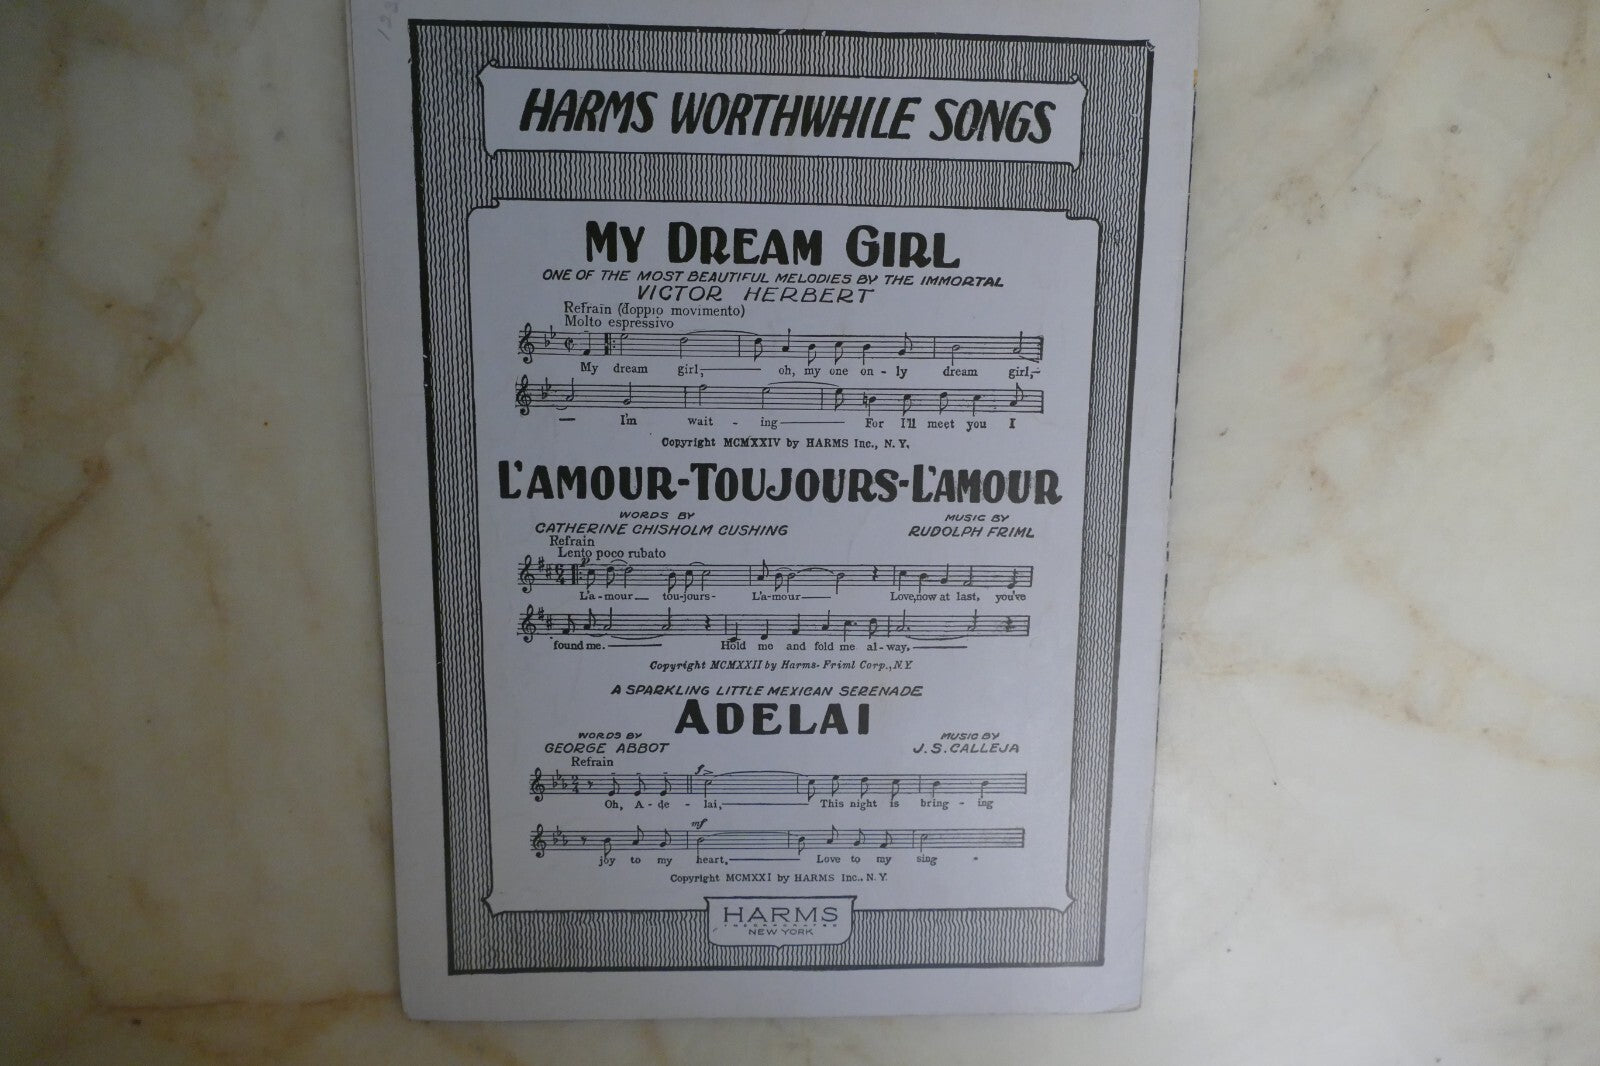 HARMS WORTHWHILE SONGS
MY DREAM GIRL
ONE OF THE MOST BEAUTIFUL MELODIES BY THE IMMORTAL
VICTOR HERBERT
Refrain (doppio movimento)
Molto espressivo
My dream girl, oh, my one on - ly dream girl,
I'm wait - ing For I'll meet you I
Copyright MCMXXIV by HARMS Inc., N. Y.
L'AMOUR-TOUJOURS-L'AMOUR
WORDS BY MUSIC BY
CATHERINE CHISHOLM CUSHING RUDOLPH FRIML
Refrain
Lento poco rubato
p
L'a-mour tou-jours- L'a-mour Love, now at last, you've
found me. Hold me and fold me al-way,
Copyright MCMXXII by Harms-Friml Corp., N.Y
A SPARKLING LITTLE MEXICAN SERENADE
ADELAI
WORDS BY MUSIC BY
GEORGE ABBOT J. S. CALLEJA
Refrain
f
Oh, A - de - lai, This night is bring - ing
mf
joy to my heart. Love to my sing -
Copyright MCMXXI by HARMS Inc., N. Y.
HARMS
INCORPORATED
NEW YORK